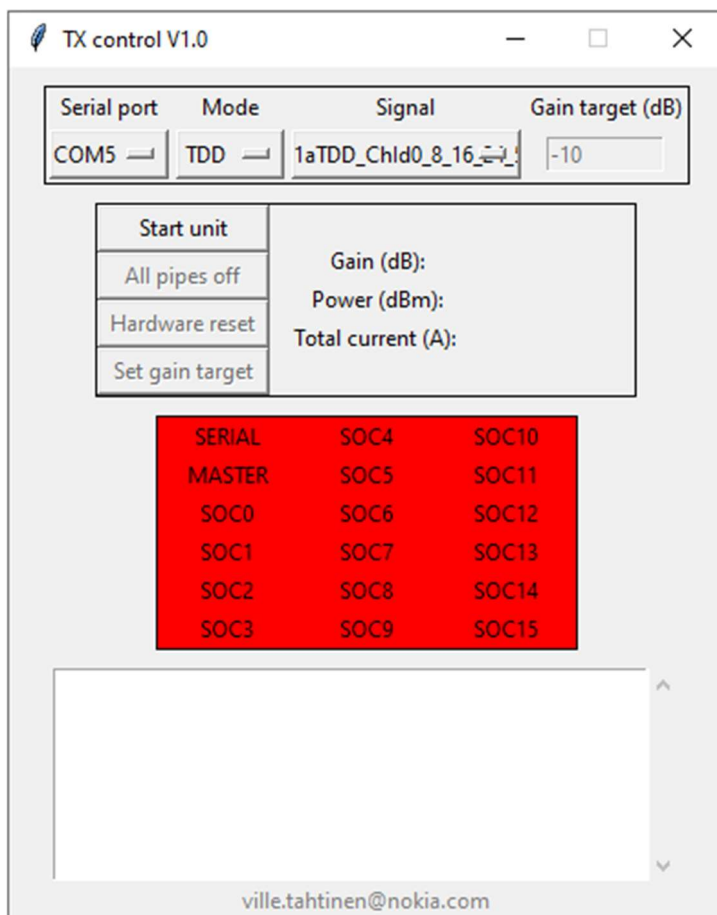 TX control V1.0
Serial port Mode Signal Gain target (dB)
COM5 TDD 1aTDD_Chld0_8_16_ -10
Start unit
All pipes off
Hardware reset
Set gain target
Gain (dB):
Power (dBm):
Total current (A):
SERIAL SOC4 SOC10
MASTER SOC5 SOC11
SOC0 SOC6 SOC12
SOC1 SOC7 SOC13
SOC2 SOC8 SOC14
SOC3 SOC9 SOC15
ville.tahtinen@nokia.com